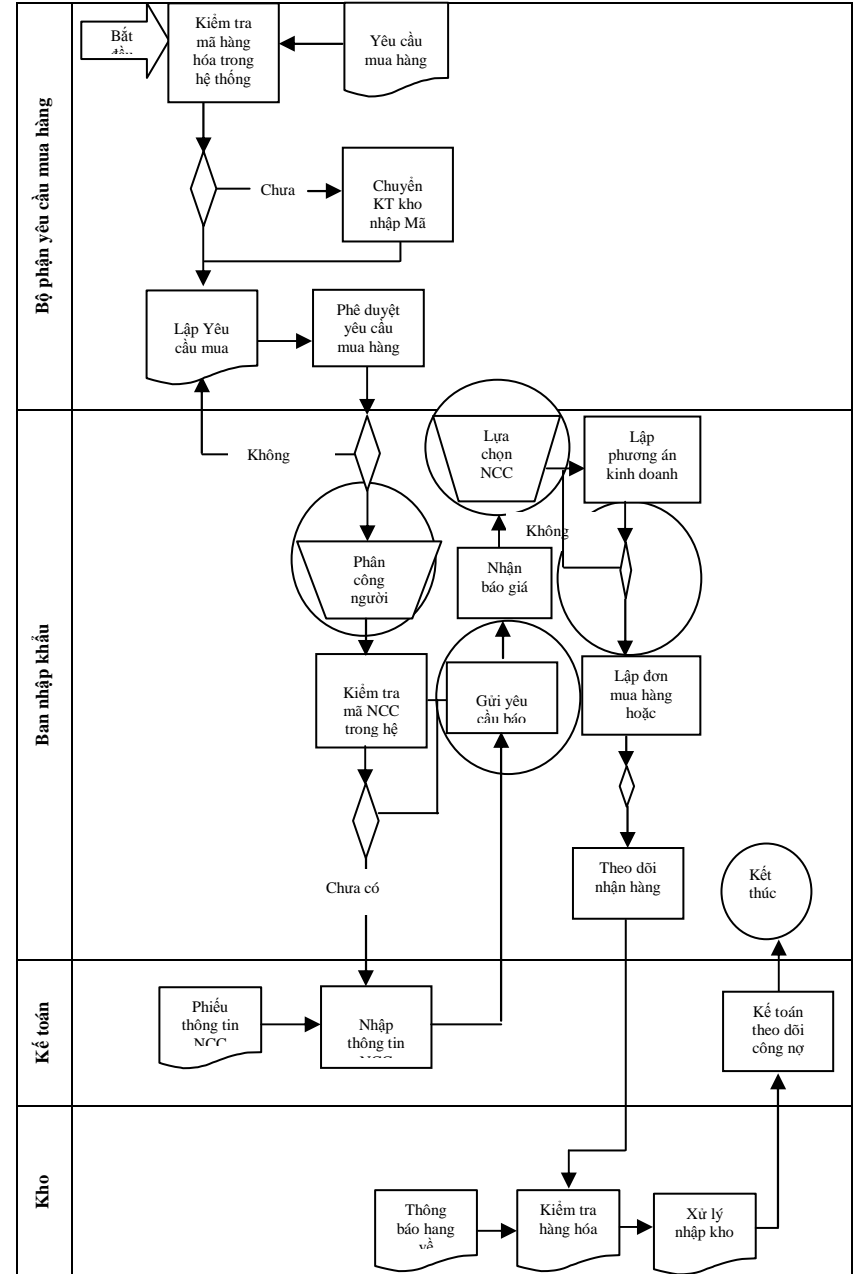 Bộ phận yêu cầu mua hàng
Bắt
đầu
Kiểm tra
mã hàng
hóa trong
hệ thống
Yêu cầu
mua hàng
Chưa
Chuyển
KT kho
nhập Mã
Lập Yêu
cầu mua
Phê duyệt
yêu cầu
mua hàng
Ban nhập khẩu
Không
Lựa
chọn
NCC
Lập
phương án
kinh doanh
Không
Phân
công
người
Nhận
báo giá
Kiểm tra
mã NCC
trong hệ
Gửi yêu
cầu báo
Lập đơn
mua hàng
hoặc
Chưa có
Theo dõi
nhận hàng
Kết
thúc
Kế toán
Phiếu
thông tin
NCC
Nhập
thông tin
NCC
Kế toán
theo dõi
công nợ
Kho
Thông
báo hang
về
Kiểm tra
hàng hóa
Xử lý
nhập kho